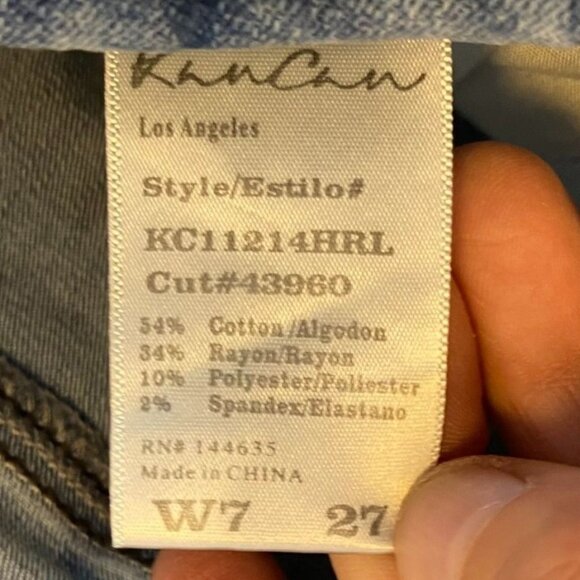 KanCan
Los Angeles
Style/Estilo#
KC11214HRL
Cut#43960
54% Cotton/Algodon
34% Rayon/Rayon
10% Polyester/Poliester
2% Spandex/Elastano
RN# 144635
Made in CHINA
W7 27